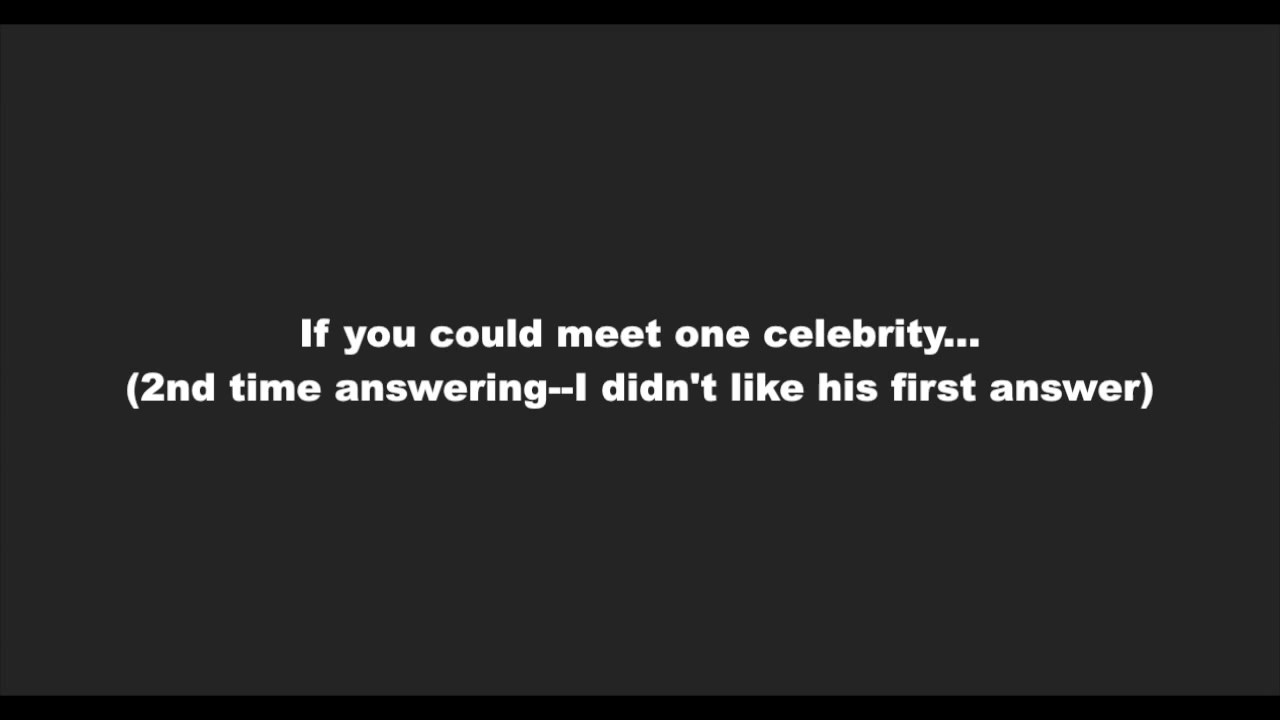 If you could meet one celebrity...
(2nd time answering--I didn't like his first answer)